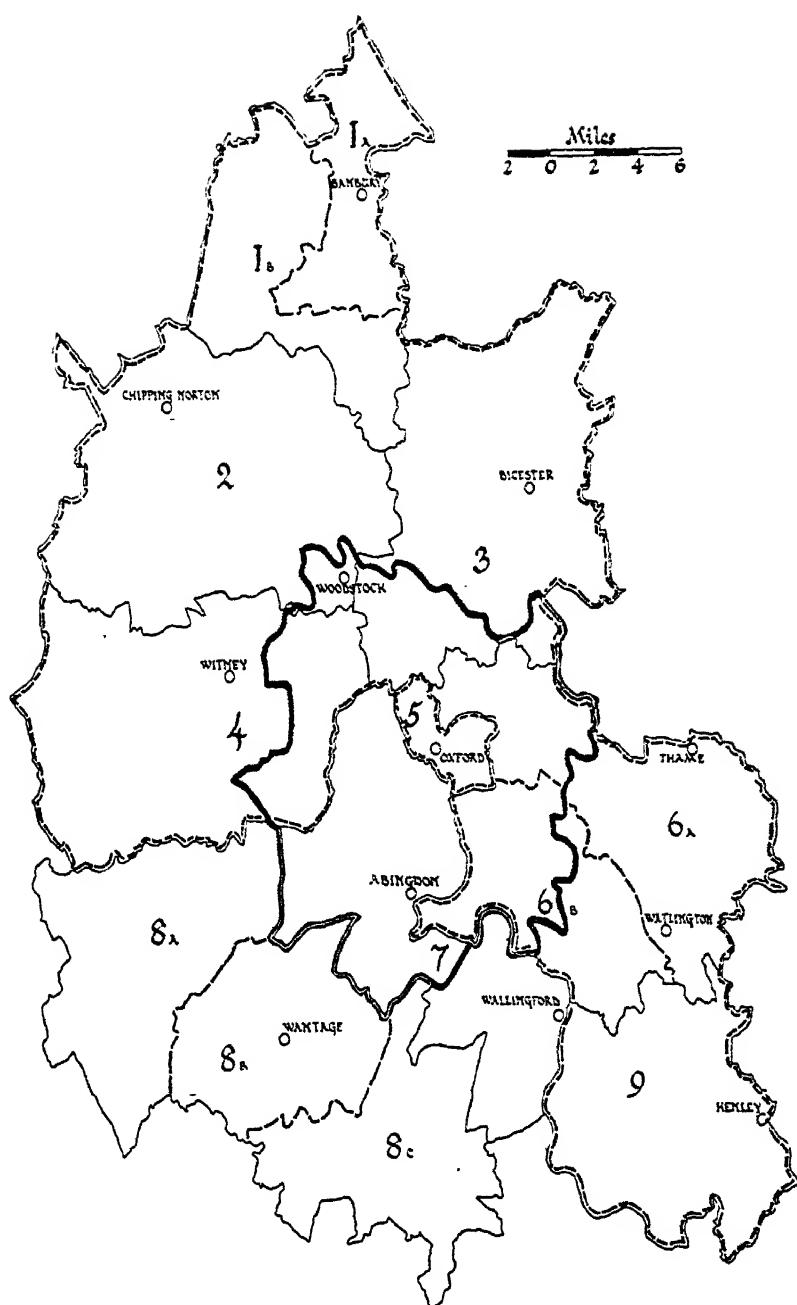 Miles
2 0 2 4 6
1A
BANBURY
1B
CHIPPING NORTON
2
BICESTER
3
WOODSTOCK
WITNEY
4
5
OXFORD
THAME
6A
ABINGDON
6B
WATLINGTON
8A
7
WALLINGFORD
WANTAGE
8B
9
HENLEY
8C